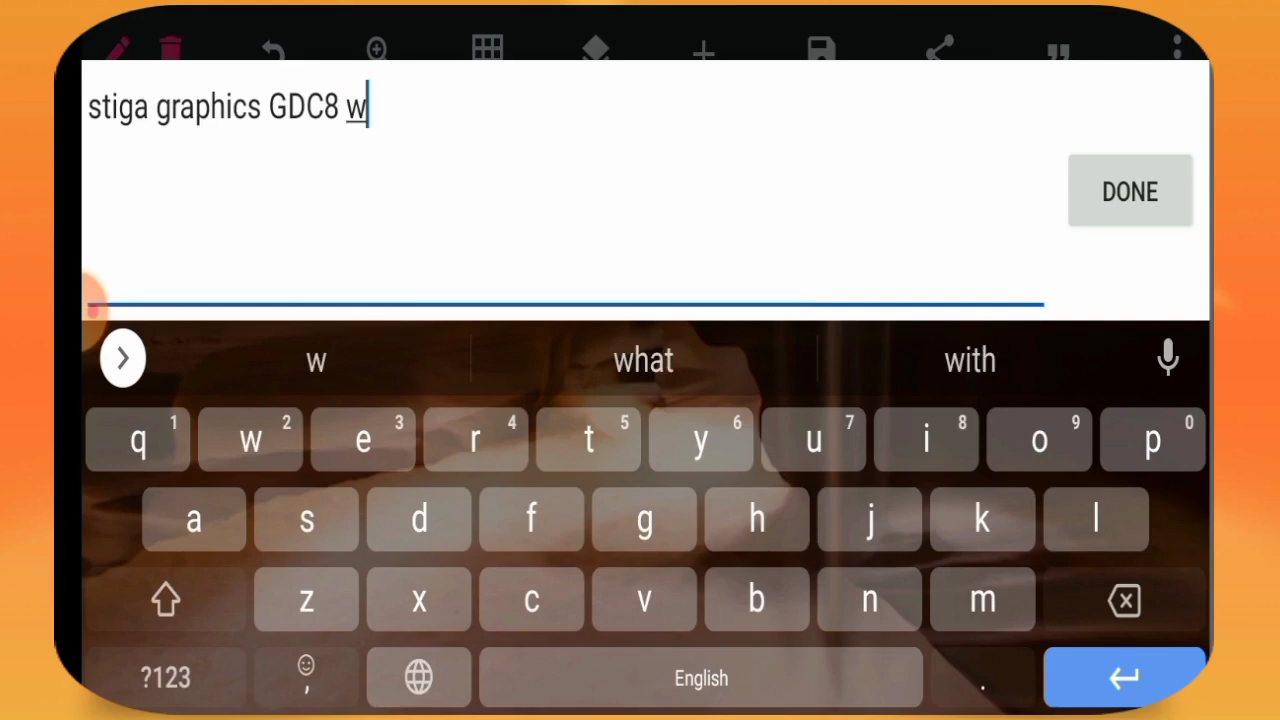 stiga graphics GDC8 w
DONE
w what with
q 1 w 2 e 3 r 4 t 5 y 6 u 7 i 8 o 9 p 0
a s d f g h j k l
z x c v b n m
?123 , English .